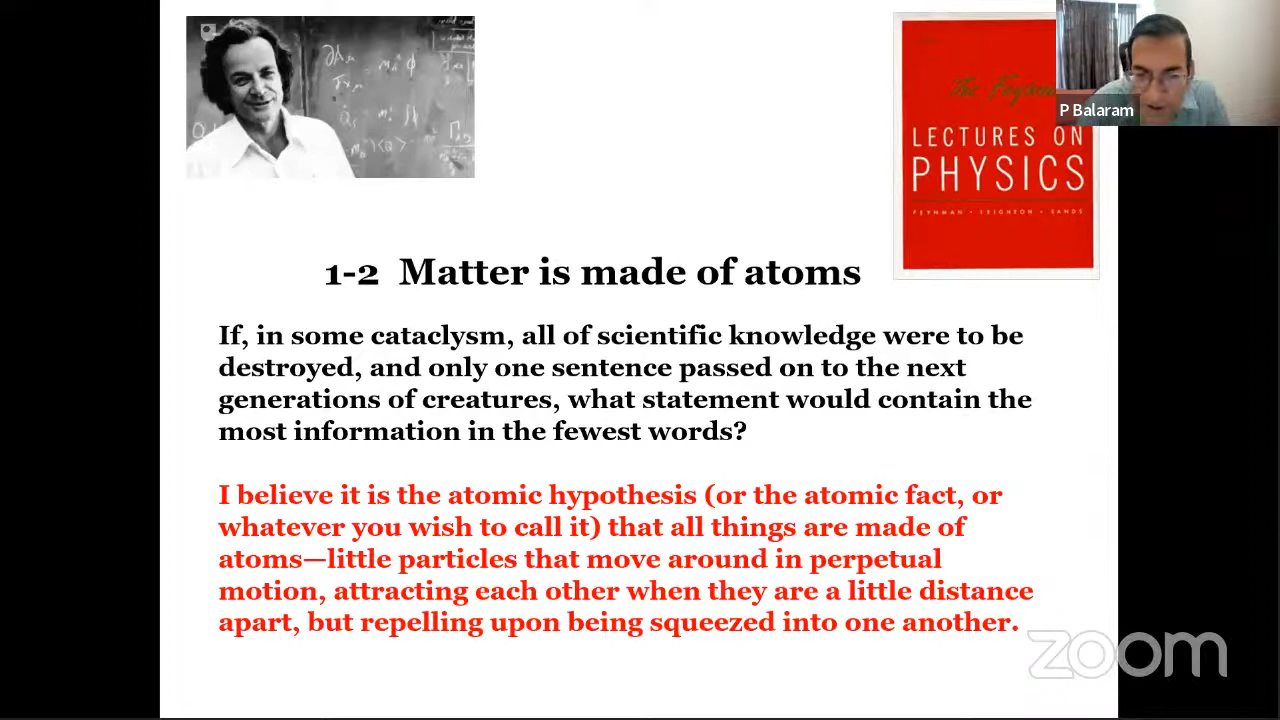 The Feynman
P Balaram
LECTURES ON
PHYSICS
FEYNMAN • LEIGHTON • SANDS
1-2 Matter is made of atoms
If, in some cataclysm, all of scientific knowledge were to be
destroyed, and only one sentence passed on to the next
generations of creatures, what statement would contain the
most information in the fewest words?
I believe it is the atomic hypothesis (or the atomic fact, or
whatever you wish to call it) that all things are made of
atoms—little particles that move around in perpetual
motion, attracting each other when they are a little distance
apart, but repelling upon being squeezed into one another.
zoom